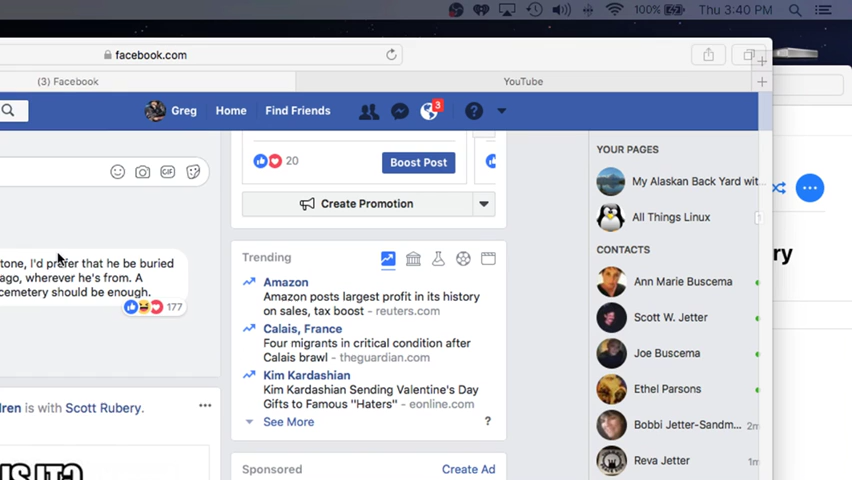 100%
Thu 3:40 PM
facebook.com
(3) Facebook
YouTube
Greg
Home
Find Friends
3
20
Boost Post
Create Promotion
tone, I'd prefer that he be buried
ago, wherever he's from. A
cemetery should be enough.
177
Trending
Amazon
Amazon posts largest profit in its history
on sales, tax boost - reuters.com
Calais, France
Four migrants in critical condition after
Calais brawl - theguardian.com
Kim Kardashian
Kim Kardashian Sending Valentine's Day
Gifts to Famous "Haters" - eonline.com
See More
?
Sponsored
Create Ad
dren is with Scott Rubery.
YOUR PAGES
My Alaskan Back Yard wit
All Things Linux
1
CONTACTS
Ann Marie Buscema
Scott W. Jetter
Joe Buscema
Ethel Parsons
Bobbi Jetter-Sandm...
2m
Reva Jetter
1m
ry